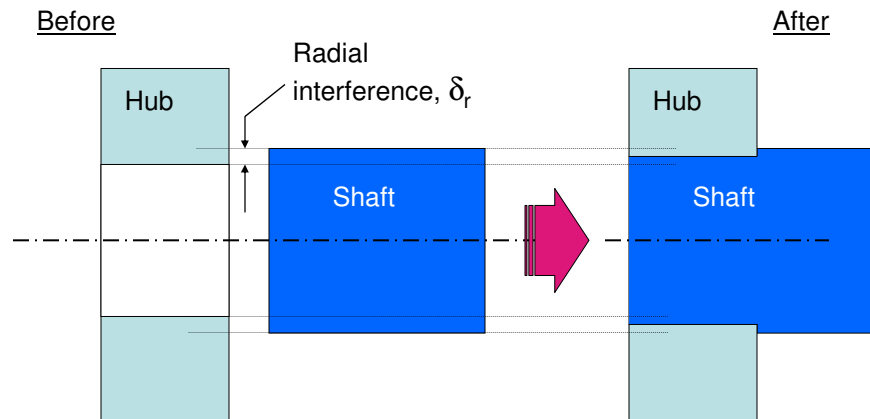 Before
After
Radial
interference, δr
Hub
Hub
Shaft
Shaft